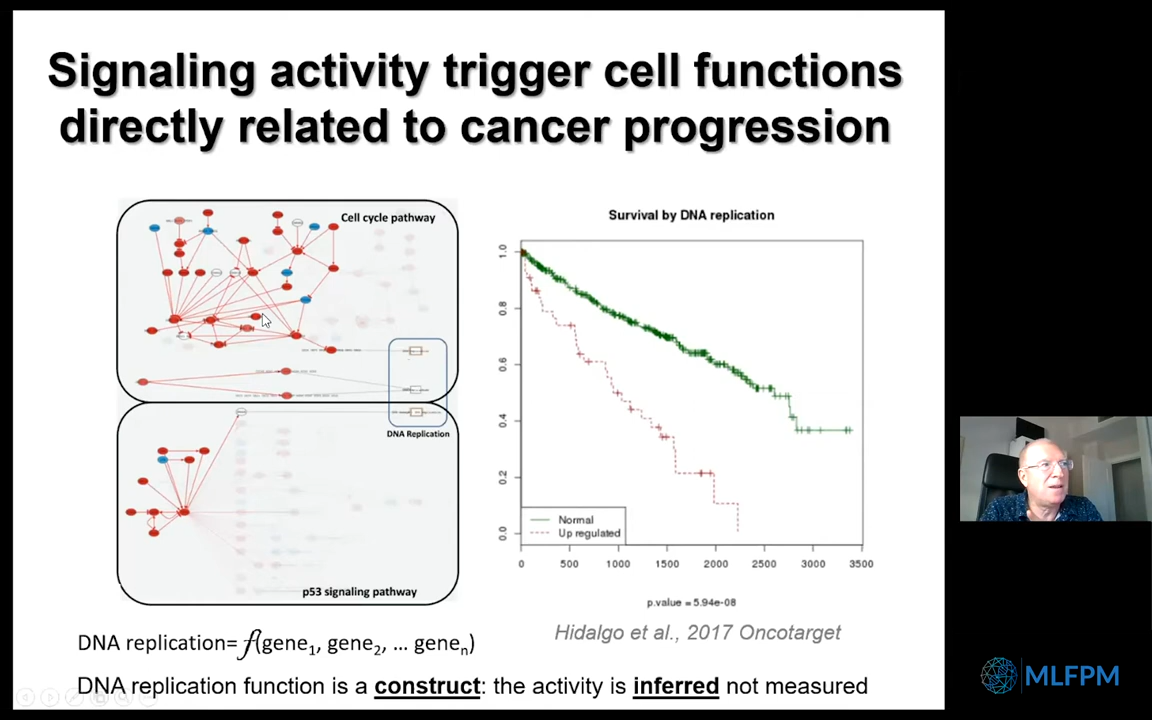 Signaling activity trigger cell functions
directly related to cancer progression
Cell cycle pathway
DNA Replication
p53 signaling pathway
Survival by DNA replication
1.0
0.8
0.6
0.4
0.2
0.0
Normal
Up regulated
0 500 1000 1500 2000 2500 3000 3500
p.value = 5.94e-08
Hidalgo et al., 2017 Oncotarget
DNA replication= f(gene1, gene2, ... genen)
DNA replication function is a construct: the activity is inferred not measured
MLFPM